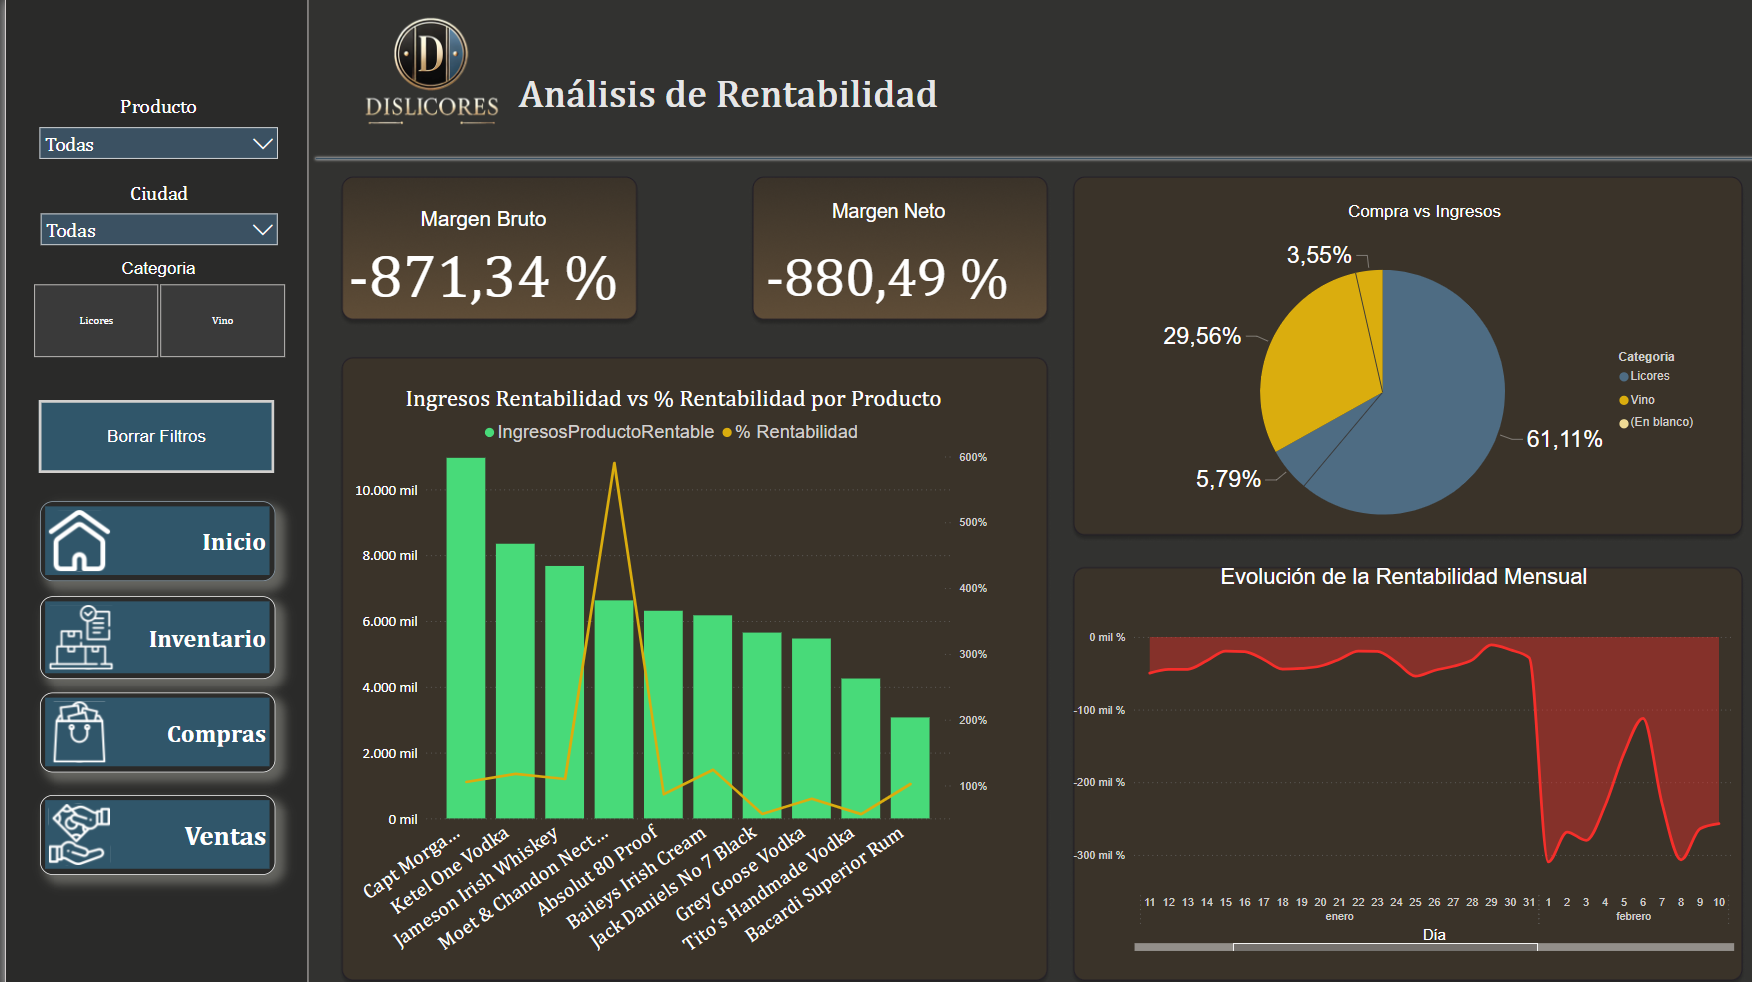 Producto
Todas
Ciudad
Todas
Categoria
Licores
Vino
Borrar Filtros
Inicio
Inventario
Compras
Ventas
D
DISLICORES
Análisis de Rentabilidad
Margen Bruto
-871,34 %
Margen Neto
-880,49 %
Compra vs Ingresos
3,55%
29,56%
5,79%
61,11%
Categoria
Licores
Vino
(En blanco)
Ingresos Rentabilidad vs % Rentabilidad por Producto
IngresosProductoRentable
% Rentabilidad
10.000 mil
8.000 mil
6.000 mil
4.000 mil
2.000 mil
0 mil
600%
500%
400%
300%
200%
100%
Capt Morga...
Ketel One Vodka
Jameson Irish Whiskey
Moet & Chandon Nect...
Absolut 80 Proof
Baileys Irish Cream
Jack Daniels No 7 Black
Grey Goose Vodka
Tito's Handmade Vodka
Bacardi Superior Rum
Evolución de la Rentabilidad Mensual
0 mil %
-100 mil %
-200 mil %
-300 mil %
11 12 13 14 15 16 17 18 19 20 21 22 23 24 25 26 27 28 29 30 31 1 2 3 4 5 6 7 8 9 10
enero febrero
Día